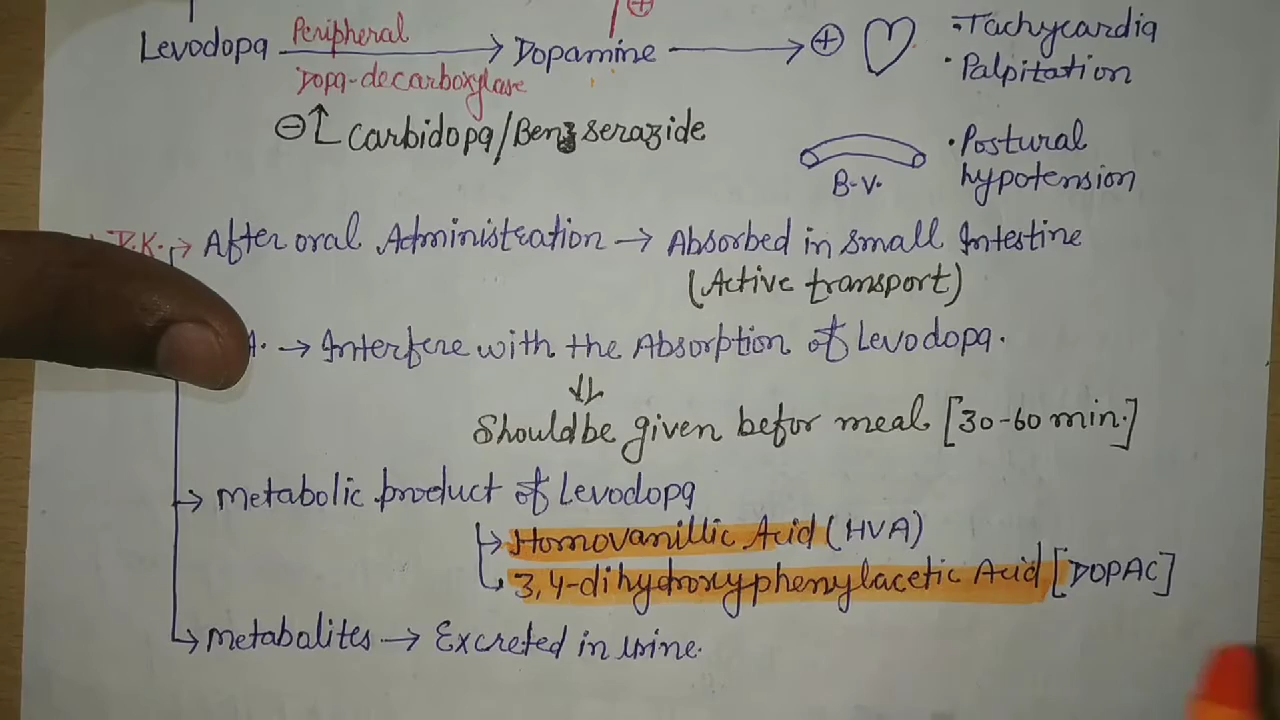 ⊕
Levodopa Peripheral → Dopamine → ⊕ • Tachycardia
Dopa-decarboxylase • Palpitation
⊖ ↑ Carbidopa/Benserazide
• Postural
B.V. hypotension
P.K. → After oral Administration → Absorbed in small Intestine
(Active transport)
→ Interfere with the Absorption of Levodopa.
⇓
Should be given befor meal [30-60 min.]
→ Metabolic product of Levodopa
→ Homovanillic Acid (HVA)
→ 3,4-dihydroxyphenylacetic Acid [DOPAC]
→ Metabalites → Excreted in urine.